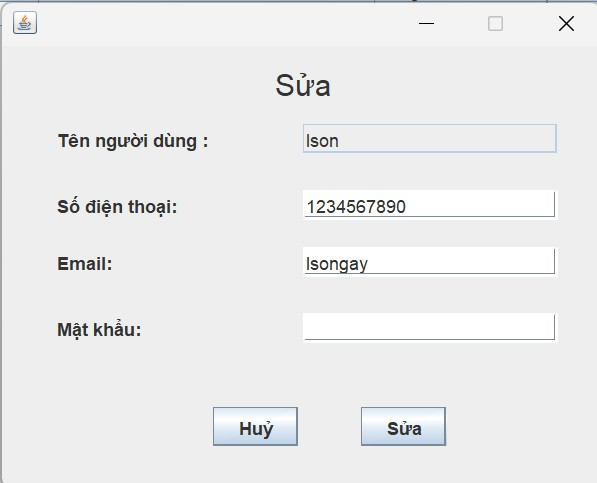 Sửa
Tên người dùng : lson
Số điện thoại: 1234567890
Email: lsongay
Mật khẩu:
Huỷ Sửa